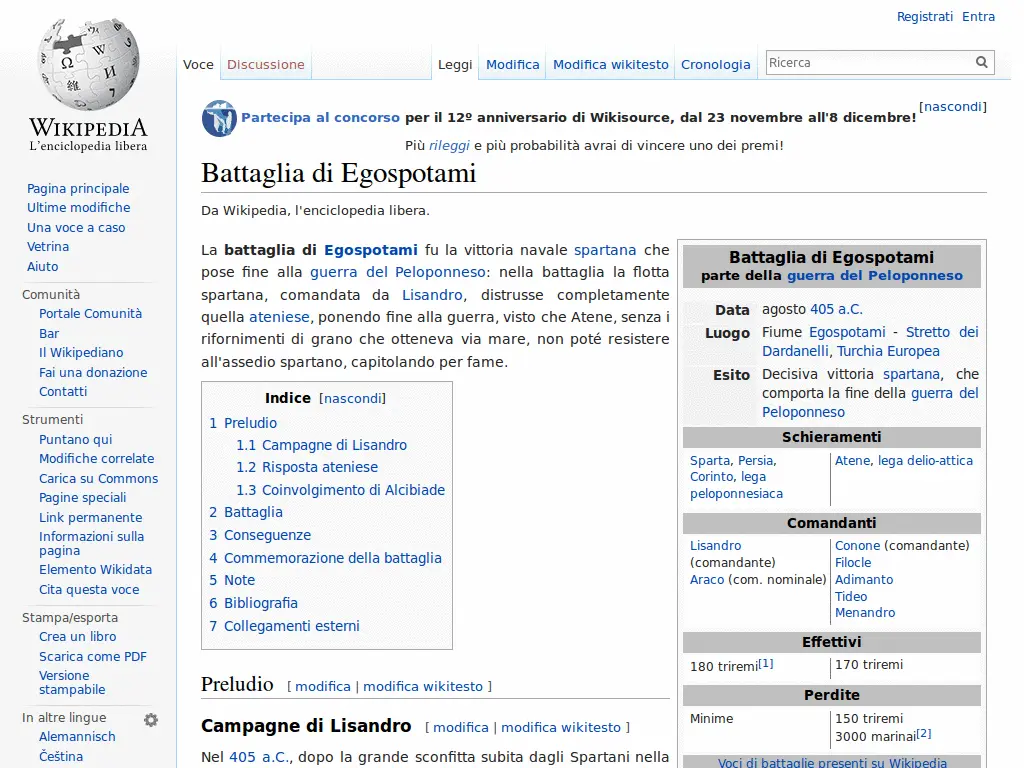 Registrati Entra
Voce Discussione Leggi Modifica Modifica wikitesto Cronologia Ricerca
WIKIPEDIA
L'enciclopedia libera
Pagina principale
Ultime modifiche
Una voce a caso
Vetrina
Aiuto
Comunità
Portale Comunità
Bar
Il Wikipediano
Fai una donazione
Contatti
Strumenti
Puntano qui
Modifiche correlate
Carica su Commons
Pagine speciali
Link permanente
Informazioni sulla
pagina
Elemento Wikidata
Cita questa voce
Stampa/esporta
Crea un libro
Scarica come PDF
Versione
stampabile
In altre lingue
Alemannisch
Čeština
[nascondi]
Partecipa al concorso per il 12º anniversario di Wikisource, dal 23 novembre all'8 dicembre!
Più rileggi e più probabilità avrai di vincere uno dei premi!
Battaglia di Egospotami
Da Wikipedia, l'enciclopedia libera.
La battaglia di Egospotami fu la vittoria navale spartana che
pose fine alla guerra del Peloponneso: nella battaglia la flotta
spartana, comandata da Lisandro, distrusse completamente
quella ateniese, ponendo fine alla guerra, visto che Atene, senza i
rifornimenti di grano che otteneva via mare, non poté resistere
all'assedio spartano, capitolando per fame.
Indice [nascondi]
1 Preludio
1.1 Campagne di Lisandro
1.2 Risposta ateniese
1.3 Coinvolgimento di Alcibiade
2 Battaglia
3 Conseguenze
4 Commemorazione della battaglia
5 Note
6 Bibliografia
7 Collegamenti esterni
Preludio [ modifica | modifica wikitesto ]
Campagne di Lisandro [ modifica | modifica wikitesto ]
Nel 405 a.C., dopo la grande sconfitta subita dagli Spartani nella
Battaglia di Egospotami
parte della guerra del Peloponneso
Data agosto 405 a.C.
Luogo Fiume Egospotami - Stretto dei
Dardanelli, Turchia Europea
Esito Decisiva vittoria spartana, che
comporta la fine della guerra del
Peloponneso
Schieramenti
Sparta, Persia,
Corinto, lega
peloponnesiaca
Atene, lega delio-attica
Comandanti
Lisandro
(comandante)
Araco (com. nominale)
Conone (comandante)
Filocle
Adimanto
Tideo
Menandro
Effettivi
180 triremi[1]
170 triremi
Perdite
Minime
150 triremi
3000 marinai[2]
Voci di battaglie presenti su Wikipedia